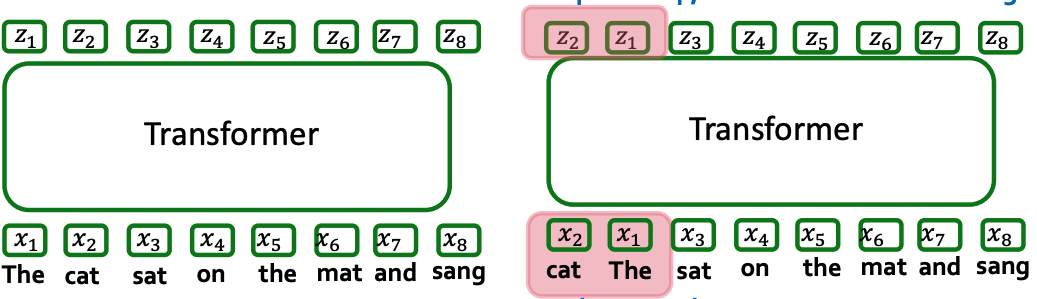 z₁ z₂ z₃ z₄ z₅ z₆ z₇ z₈
Transformer
x₁ x₂ x₃ x₄ x₅ x₆ x₇ x₈
The cat sat on the mat and sang
z₂ z₁ z₃ z₄ z₅ z₆ z₇ z₈
Transformer
x₂ x₁ x₃ x₄ x₅ x₆ x₇ x₈
cat The sat on the mat and sang